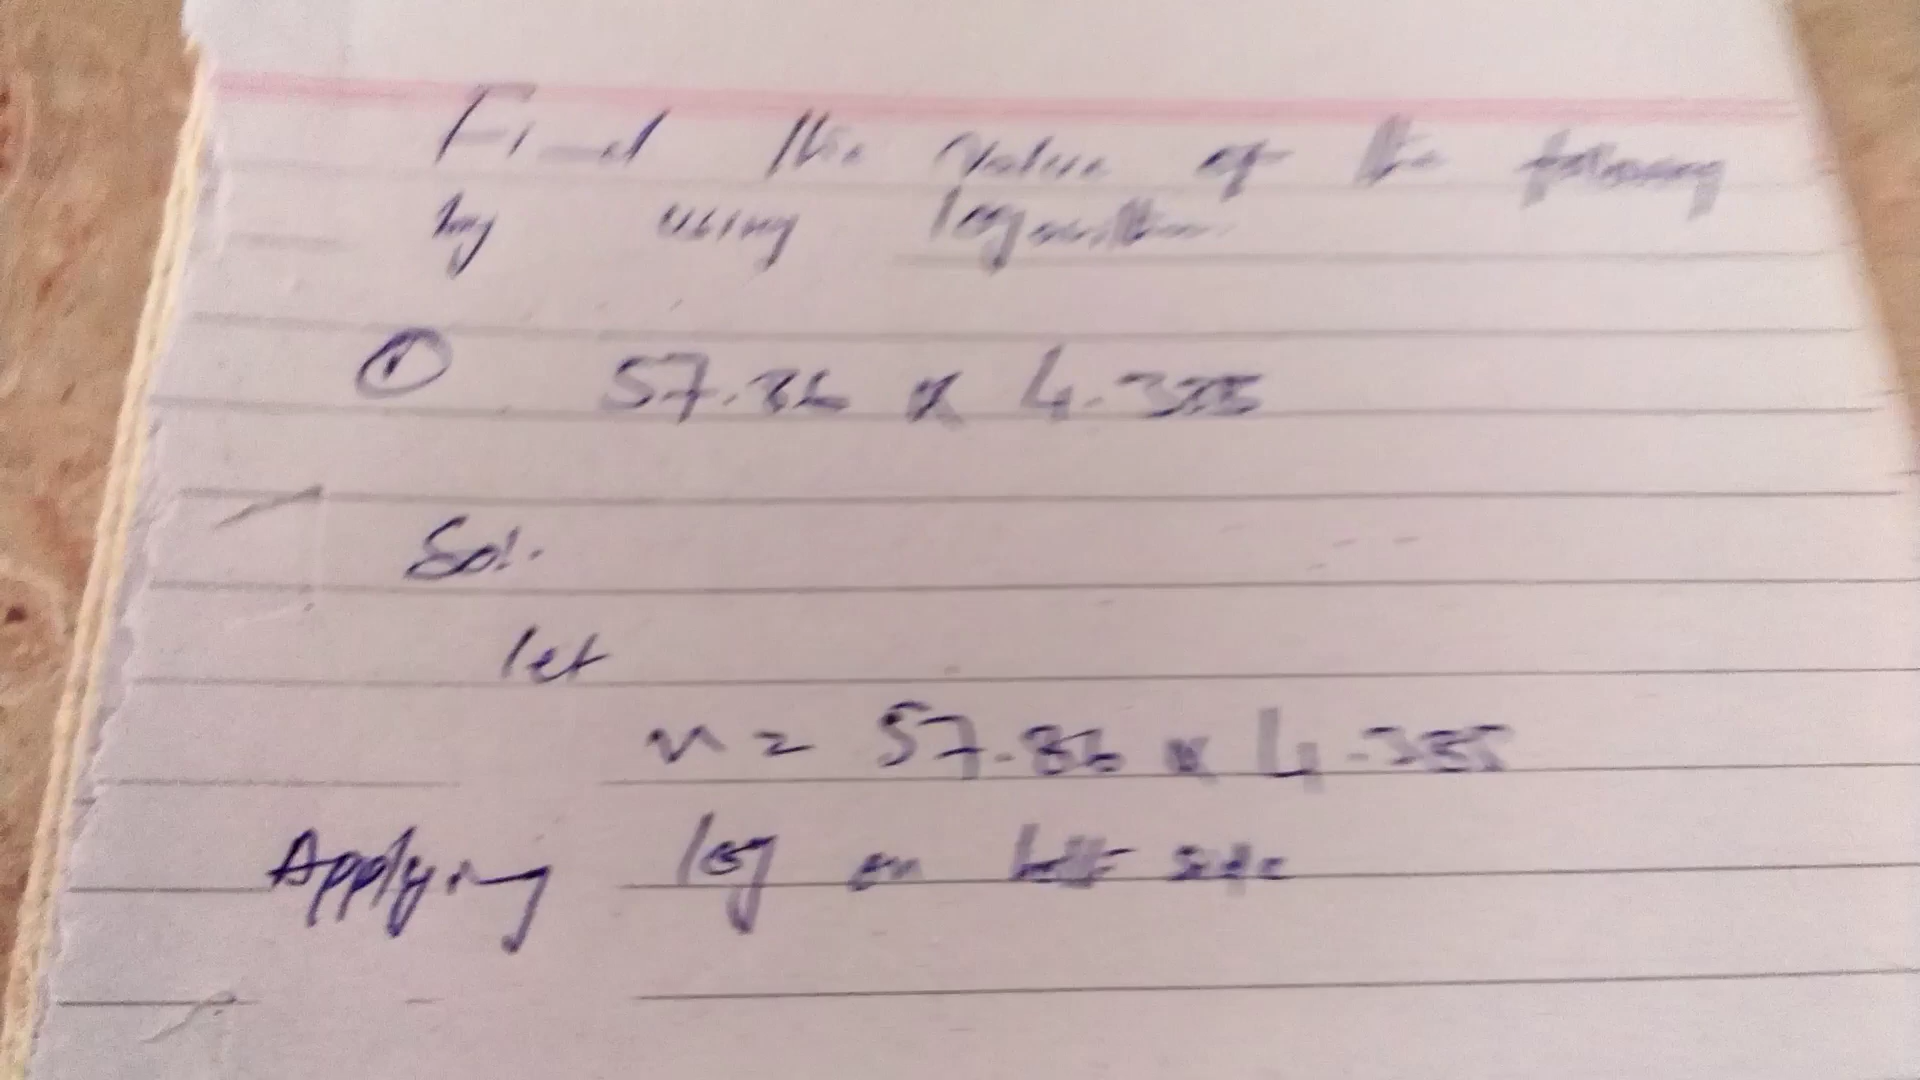 Find the value of the following
by using logarithm
① 57.86 x 4.385
Sol.
let
n = 57.86 x 4.385
Applying log on both side